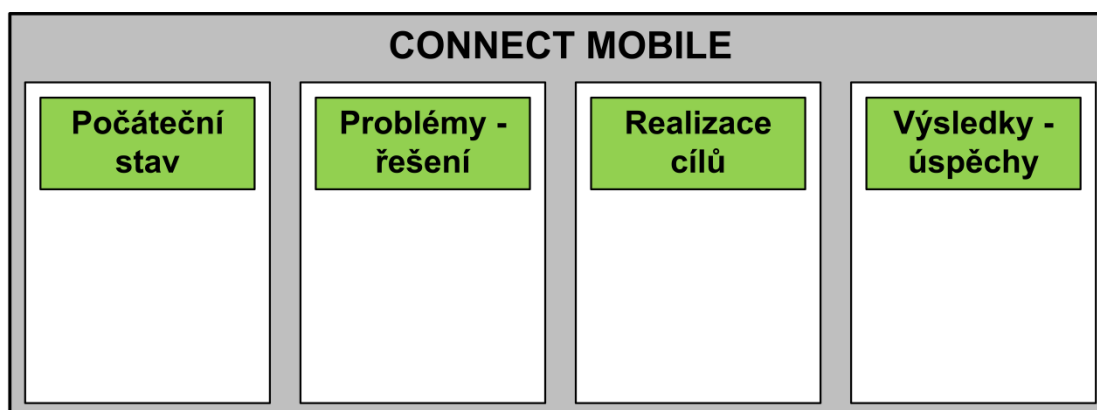 CONNECT MOBILE
Počáteční
stav
Problémy -
řešení
Realizace
cílů
Výsledky -
úspěchy